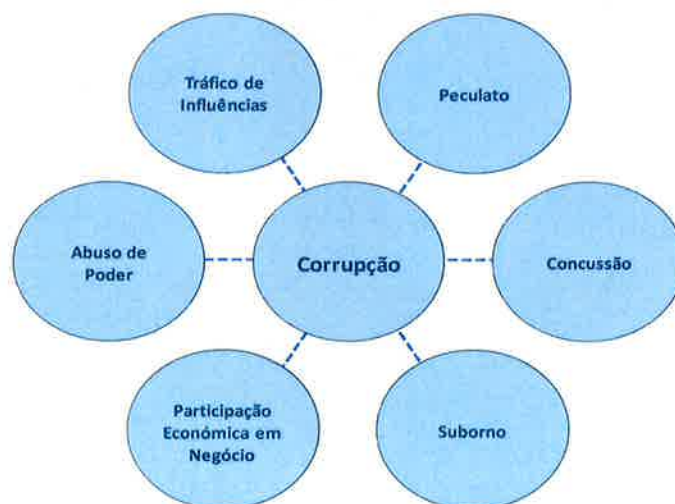 Tráfico de
Influências
Peculato
Abuso de
Poder
Corrupção
Concussão
Participação
Económica em
Negócio
Suborno